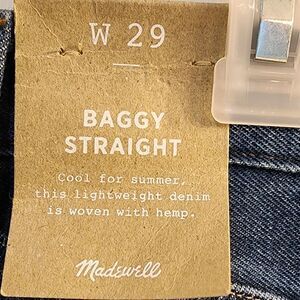 W 29
BAGGY
STRAIGHT
Cool for summer,
this lightweight denim
is woven with hemp.
Madewell